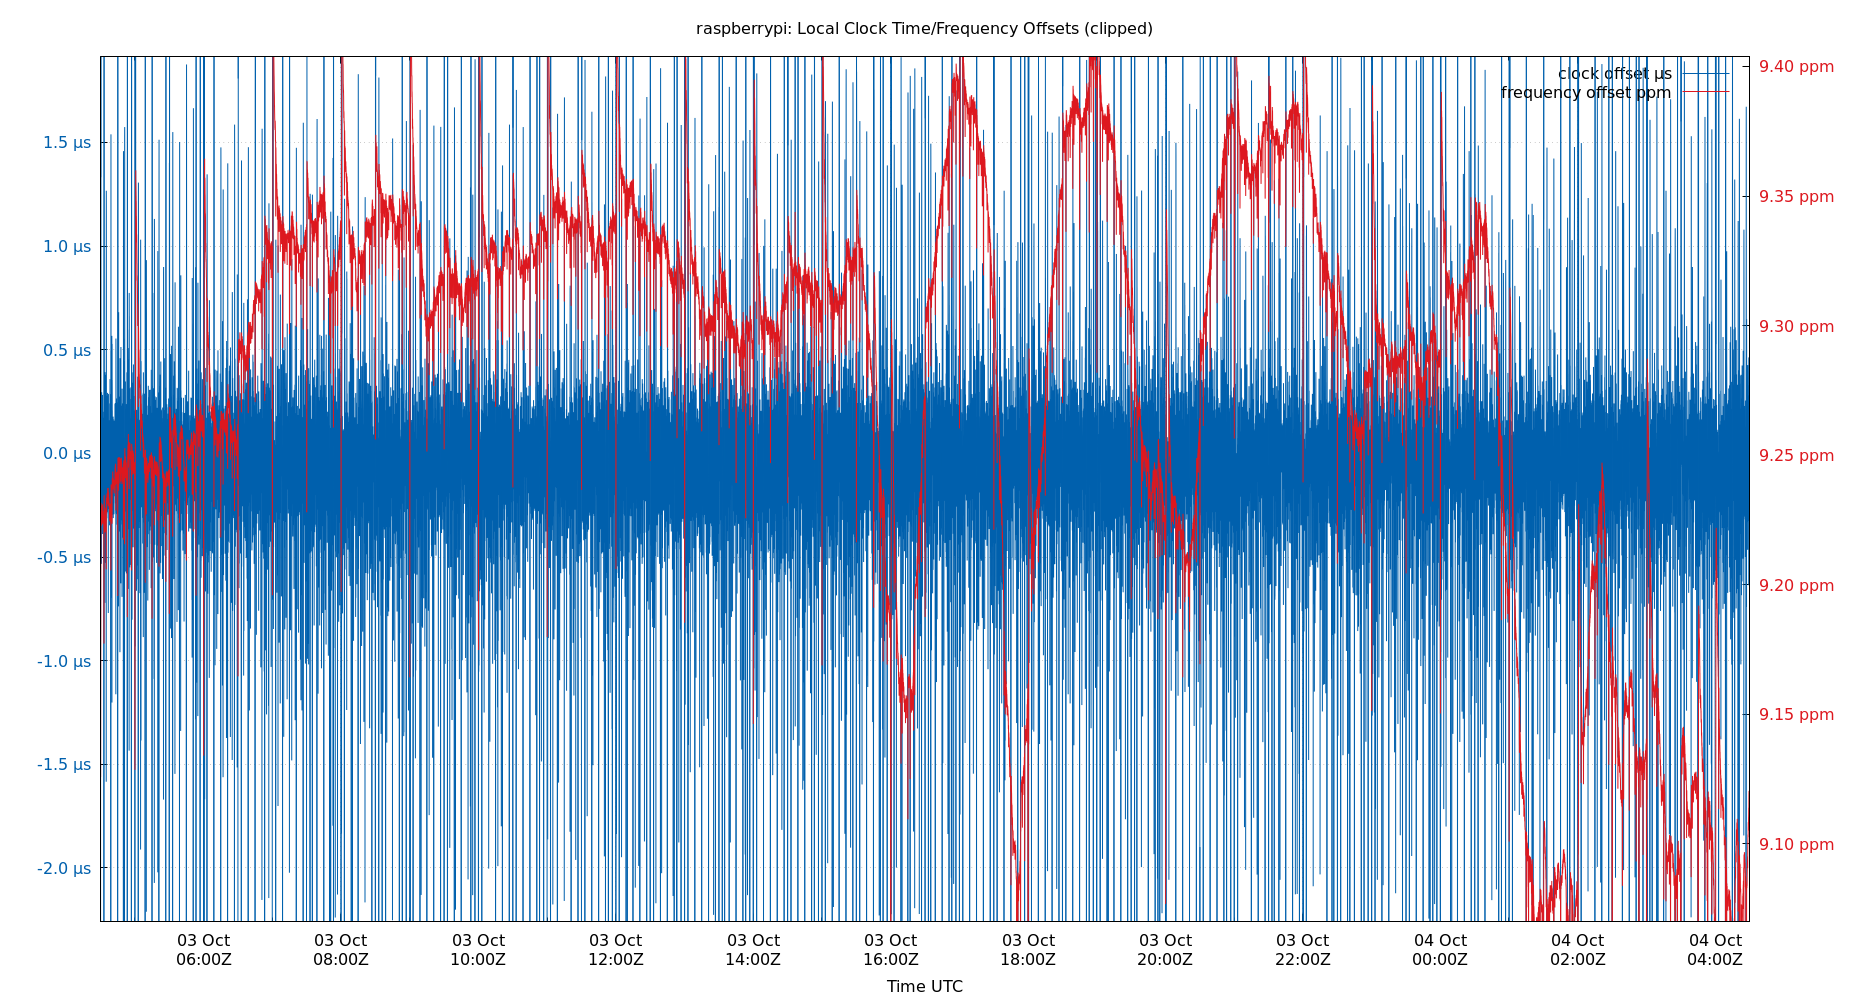 raspberrypi: Local Clock Time/Frequency Offsets (clipped)
clock offset µs
frequency offset ppm
1.5 µs
1.0 µs
0.5 µs
0.0 µs
-0.5 µs
-1.0 µs
-1.5 µs
-2.0 µs
9.40 ppm
9.35 ppm
9.30 ppm
9.25 ppm
9.20 ppm
9.15 ppm
9.10 ppm
03 Oct 03 Oct 03 Oct 03 Oct 03 Oct 03 Oct 03 Oct 03 Oct 03 Oct 04 Oct 04 Oct 04 Oct
06:00Z 08:00Z 10:00Z 12:00Z 14:00Z 16:00Z 18:00Z 20:00Z 22:00Z 00:00Z 02:00Z 04:00Z
Time UTC